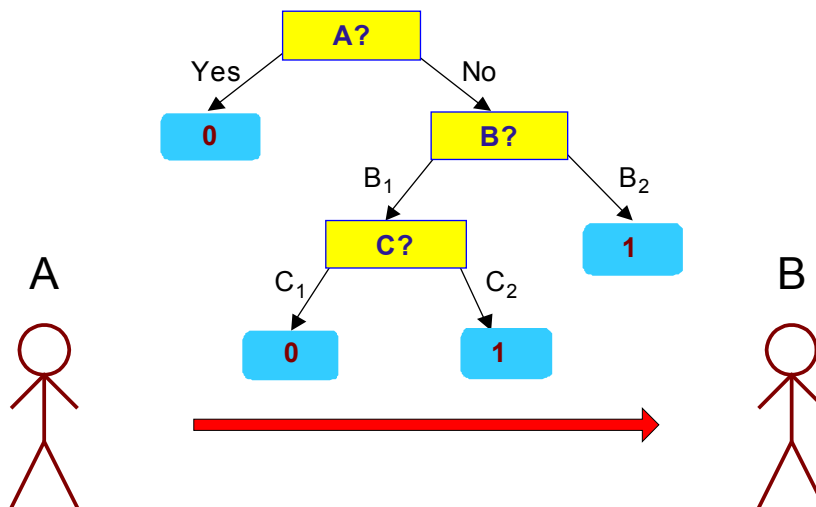 A?
Yes
No
0
B?
B₁
B₂
C?
1
A
B
C₁
C₂
0
1